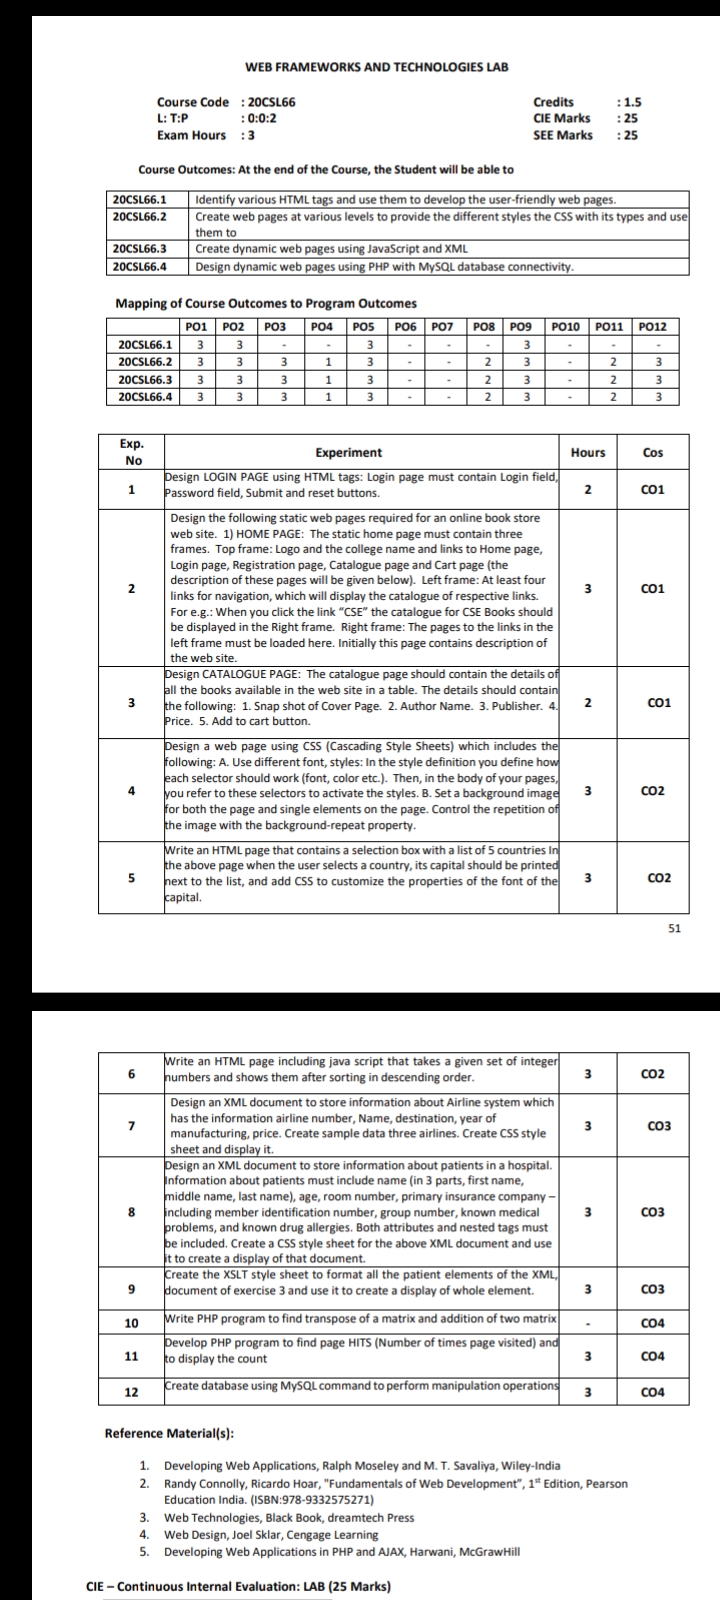 WEB FRAMEWORKS AND TECHNOLOGIES LAB
Course Code : 20CSL66 Credits : 1.5
L: T:P : 0:0:2 CIE Marks : 25
Exam Hours : 3 SEE Marks : 25
Course Outcomes: At the end of the Course, the Student will be able to
20CSL66.1 Identify various HTML tags and use them to develop the user-friendly web pages.
20CSL66.2 Create web pages at various levels to provide the different styles the CSS with its types and use
them to
20CSL66.3 Create dynamic web pages using JavaScript and XML
20CSL66.4 Design dynamic web pages using PHP with MySQL database connectivity.
Mapping of Course Outcomes to Program Outcomes
PO1 PO2 PO3 PO4 PO5 PO6 PO7 PO8 PO9 PO10 PO11 PO12
20CSL66.1 3 3 - - 3 - - - 3 - - -
20CSL66.2 3 3 3 1 3 - - 2 3 - 2 3
20CSL66.3 3 3 3 1 3 - - 2 3 - 2 3
20CSL66.4 3 3 3 1 3 - - 2 3 - 2 3
Exp.
No Experiment Hours Cos
Design LOGIN PAGE using HTML tags: Login page must contain Login field,
1 Password field, Submit and reset buttons. 2 CO1
Design the following static web pages required for an online book store
web site. 1) HOME PAGE: The static home page must contain three
frames. Top frame: Logo and the college name and links to Home page,
Login page, Registration page, Catalogue page and Cart page (the
description of these pages will be given below). Left frame: At least four
2 links for navigation, which will display the catalogue of respective links. 3 CO1
For e.g.: When you click the link “CSE” the catalogue for CSE Books should
be displayed in the Right frame. Right frame: The pages to the links in the
left frame must be loaded here. Initially this page contains description of
the web site.
Design CATALOGUE PAGE: The catalogue page should contain the details of
all the books available in the web site in a table. The details should contain
3 the following: 1. Snap shot of Cover Page. 2. Author Name. 3. Publisher. 4. 2 CO1
Price. 5. Add to cart button.
Design a web page using CSS (Cascading Style Sheets) which includes the
following: A. Use different font, styles: In the style definition you define how
each selector should work (font, color etc.). Then, in the body of your pages,
4 you refer to these selectors to activate the styles. B. Set a background image 3 CO2
for both the page and single elements on the page. Control the repetition of
the image with the background-repeat property.
Write an HTML page that contains a selection box with a list of 5 countries In
the above page when the user selects a country, its capital should be printed
5 next to the list, and add CSS to customize the properties of the font of the 3 CO2
capital.
51
Write an HTML page including java script that takes a given set of integer
6 numbers and shows them after sorting in descending order. 3 CO2
Design an XML document to store information about Airline system which
has the information airline number, Name, destination, year of
7 manufacturing, price. Create sample data three airlines. Create CSS style 3 CO3
sheet and display it.
Design an XML document to store information about patients in a hospital.
Information about patients must include name (in 3 parts, first name,
middle name, last name), age, room number, primary insurance company –
8 including member identification number, group number, known medical 3 CO3
problems, and known drug allergies. Both attributes and nested tags must
be included. Create a CSS style sheet for the above XML document and use
it to create a display of that document.
Create the XSLT style sheet to format all the patient elements of the XML,
9 document of exercise 3 and use it to create a display of whole element. 3 CO3
10 Write PHP program to find transpose of a matrix and addition of two matrix - CO4
Develop PHP program to find page HITS (Number of times page visited) and
11 to display the count 3 CO4
12 Create database using MySQL command to perform manipulation operations 3 CO4
Reference Material(s):
1. Developing Web Applications, Ralph Moseley and M. T. Savaliya, Wiley-India
2. Randy Connolly, Ricardo Hoar, "Fundamentals of Web Development”, 1st Edition, Pearson
Education India. (ISBN:978-9332575271)
3. Web Technologies, Black Book, dreamtech Press
4. Web Design, Joel Sklar, Cengage Learning
5. Developing Web Applications in PHP and AJAX, Harwani, McGrawHill
CIE – Continuous Internal Evaluation: LAB (25 Marks)